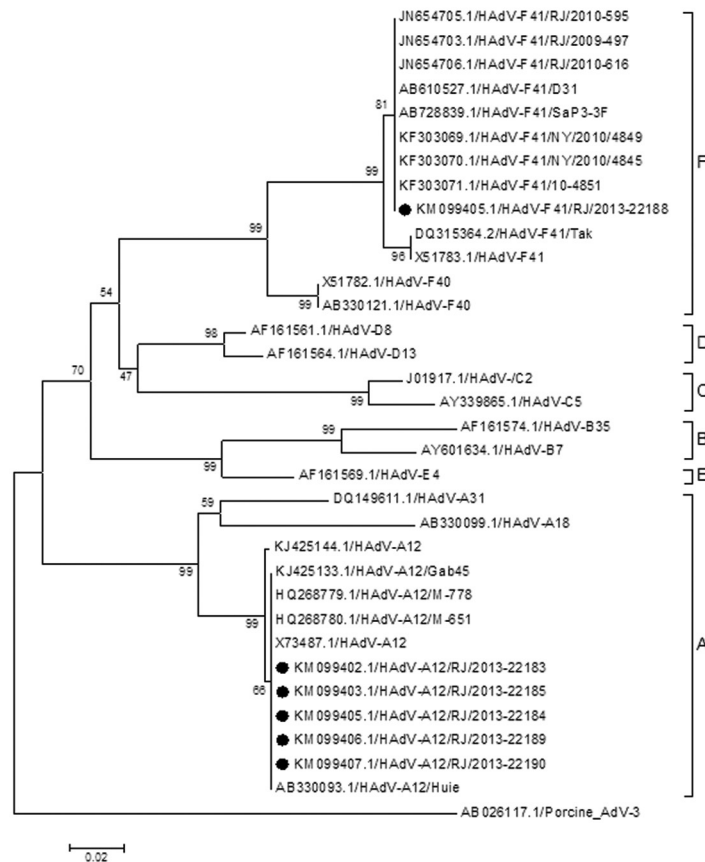 JN654705.1/HAdV-F41/RJ/2010-595
JN654703.1/HAdV-F41/RJ/2009-497
JN654706.1/HAdV-F41/RJ/2010-616
AB610527.1/HAdV-F41/D31
81
AB728839.1/HAdV-F41/SaP3-3F
KF303069.1/HAdV-F41/NY/2010/4849
F
99
KF303070.1/HAdV-F41/NY/2010/4845
KF303071.1/HAdV-F41/10-4851
KM099405.1/HAdV-F41/RJ/2013-22188
99
DQ315364.2/HAdV-F41/Tak
96
X51783.1/HAdV-F41
X51782.1/HAdV-F40
54
99
AB330121.1/HAdV-F40
98
AF161561.1/HAdV-D8
D
AF161564.1/HAdV-D13
70
47
J01917.1/HAdV-/C2
C
99
AY339865.1/HAdV-C5
99
AF161574.1/HAdV-B35
B
AY601634.1/HAdV-B7
99
AF161569.1/HAdV-E4
E
59
DQ149611.1/HAdV-A31
AB330099.1/HAdV-A18
KJ425144.1/HAdV-A12
99
KJ425133.1/HAdV-A12/Gab45
HQ268779.1/HAdV-A12/M-778
99
HQ268780.1/HAdV-A12/M-651
X73487.1/HAdV-A12
A
KM099402.1/HAdV-A12/RJ/2013-22183
66
KM099403.1/HAdV-A12/RJ/2013-22185
KM099405.1/HAdV-A12/RJ/2013-22184
KM099406.1/HAdV-A12/RJ/2013-22189
KM099407.1/HAdV-A12/RJ/2013-22190
AB330093.1/HAdV-A12/Huie
AB026117.1/Porcine_AdV-3
0.02